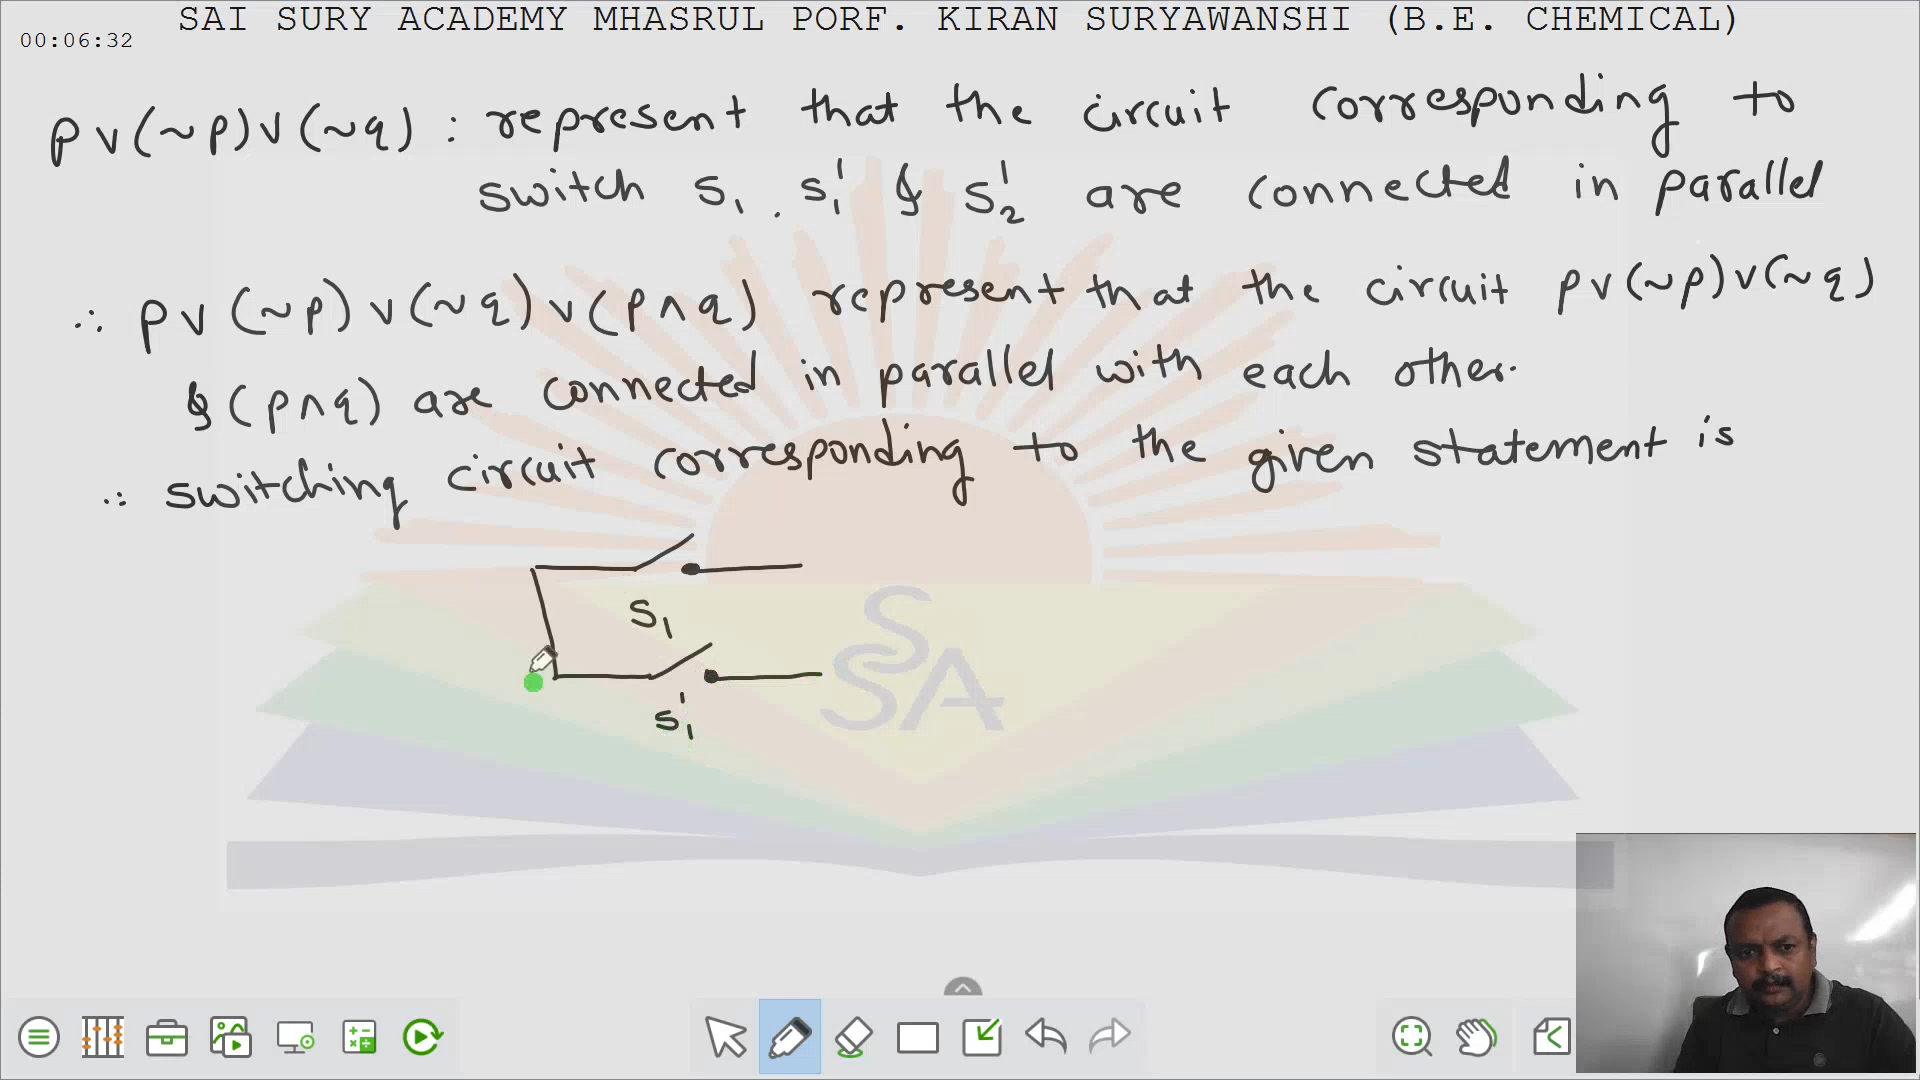 SAI SURY ACADEMY MHASRUL PORF. KIRAN SURYAWANSHI (B.E. CHEMICAL)
00:06:32
p∨(~p)∨(~q) : represent that the circuit corresponding to
switch S₁ . S₁' & S₂' are connected in parallel
∴ p∨(~p)∨(~q)∨(p∧q) represent that the circuit p∨(~p)∨(~q)
& (p∧q) are connected in parallel with each other.
∴ switching circuit corresponding to the given statement is
S₁
S₁'
SSA